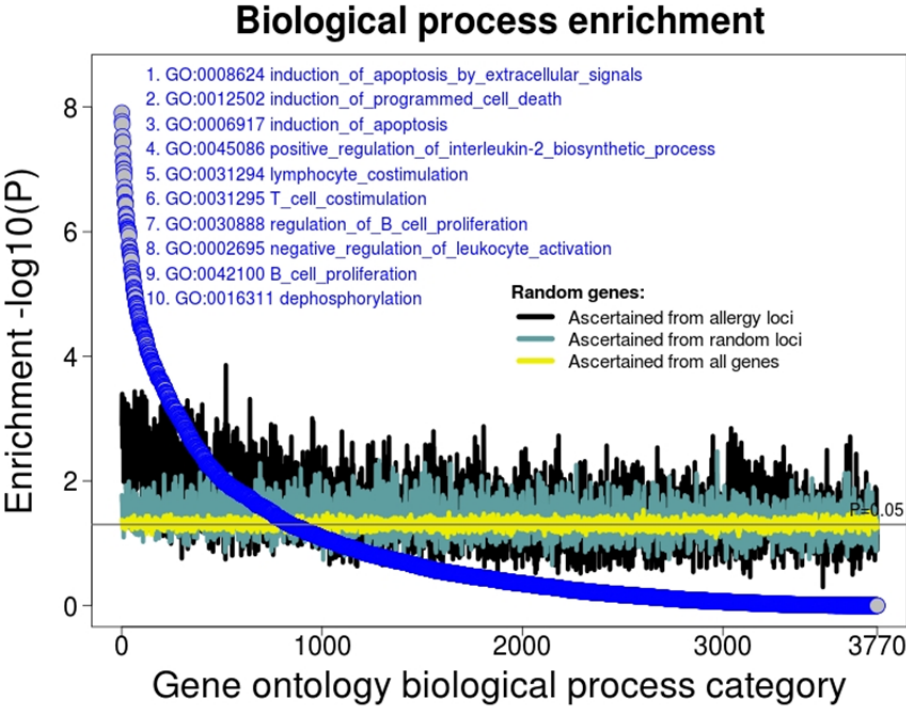 Biological process enrichment
1. GO:0008624 induction_of_apoptosis_by_extracellular_signals
2. GO:0012502 induction_of_programmed_cell_death
3. GO:0006917 induction_of_apoptosis
4. GO:0045086 positive_regulation_of_interleukin-2_biosynthetic_process
5. GO:0031294 lymphocyte_costimulation
6. GO:0031295 T_cell_costimulation
7. GO:0030888 regulation_of_B_cell_proliferation
8. GO:0002695 negative_regulation_of_leukocyte_activation
9. GO:0042100 B_cell_proliferation
10. GO:0016311 dephosphorylation
Random genes:
Ascertained from allergy loci
Ascertained from random loci
Ascertained from all genes
P=0.05
Enrichment -log10(P)
8
6
4
2
0
0 1000 2000 3000 3770
Gene ontology biological process category